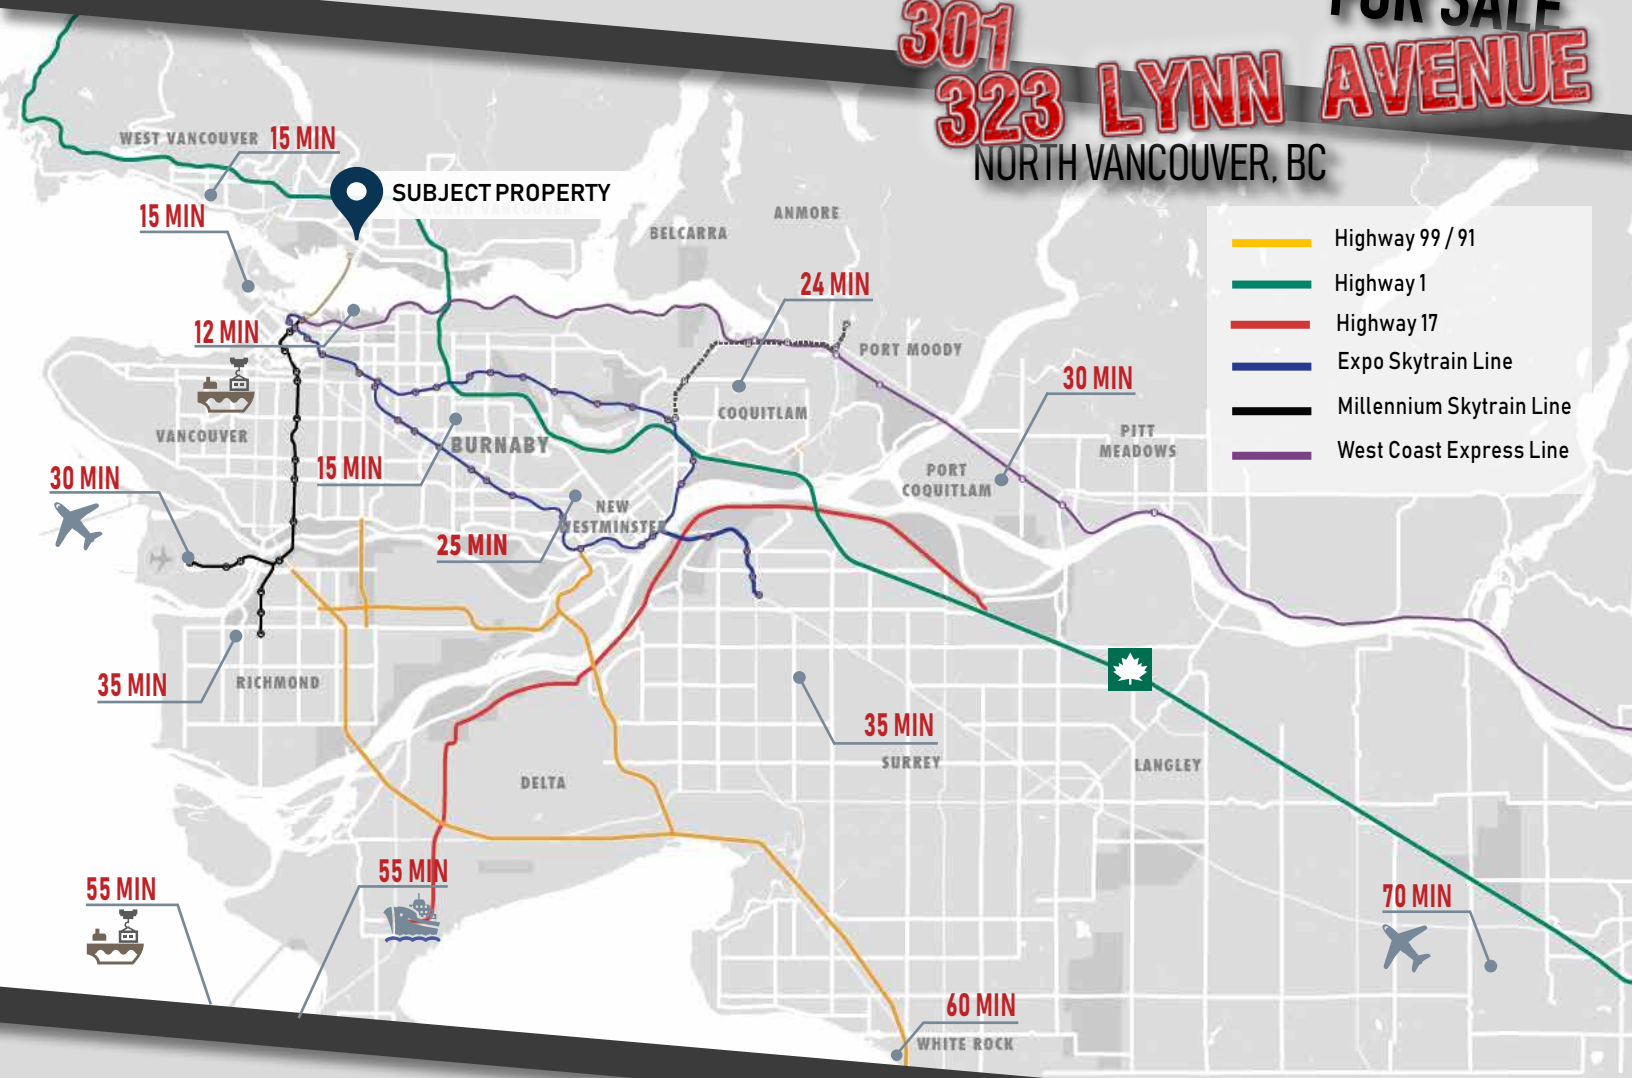 FOR SALE
301
323 LYNN AVENUE
NORTH VANCOUVER, BC
WEST VANCOUVER
15 MIN
SUBJECT PROPERTY
15 MIN
ANMORE
BELCARRA
Highway 99 / 91
Highway 1
Highway 17
Expo Skytrain Line
Millennium Skytrain Line
West Coast Express Line
24 MIN
12 MIN
PORT MOODY
30 MIN
COQUITLAM
VANCOUVER
BURNABY
PITT
MEADOWS
15 MIN
30 MIN
PORT
COQUITLAM
NEW
WESTMINSTER
25 MIN
35 MIN
RICHMOND
35 MIN
SURREY
LANGLEY
DELTA
55 MIN
55 MIN
70 MIN
60 MIN
WHITE ROCK